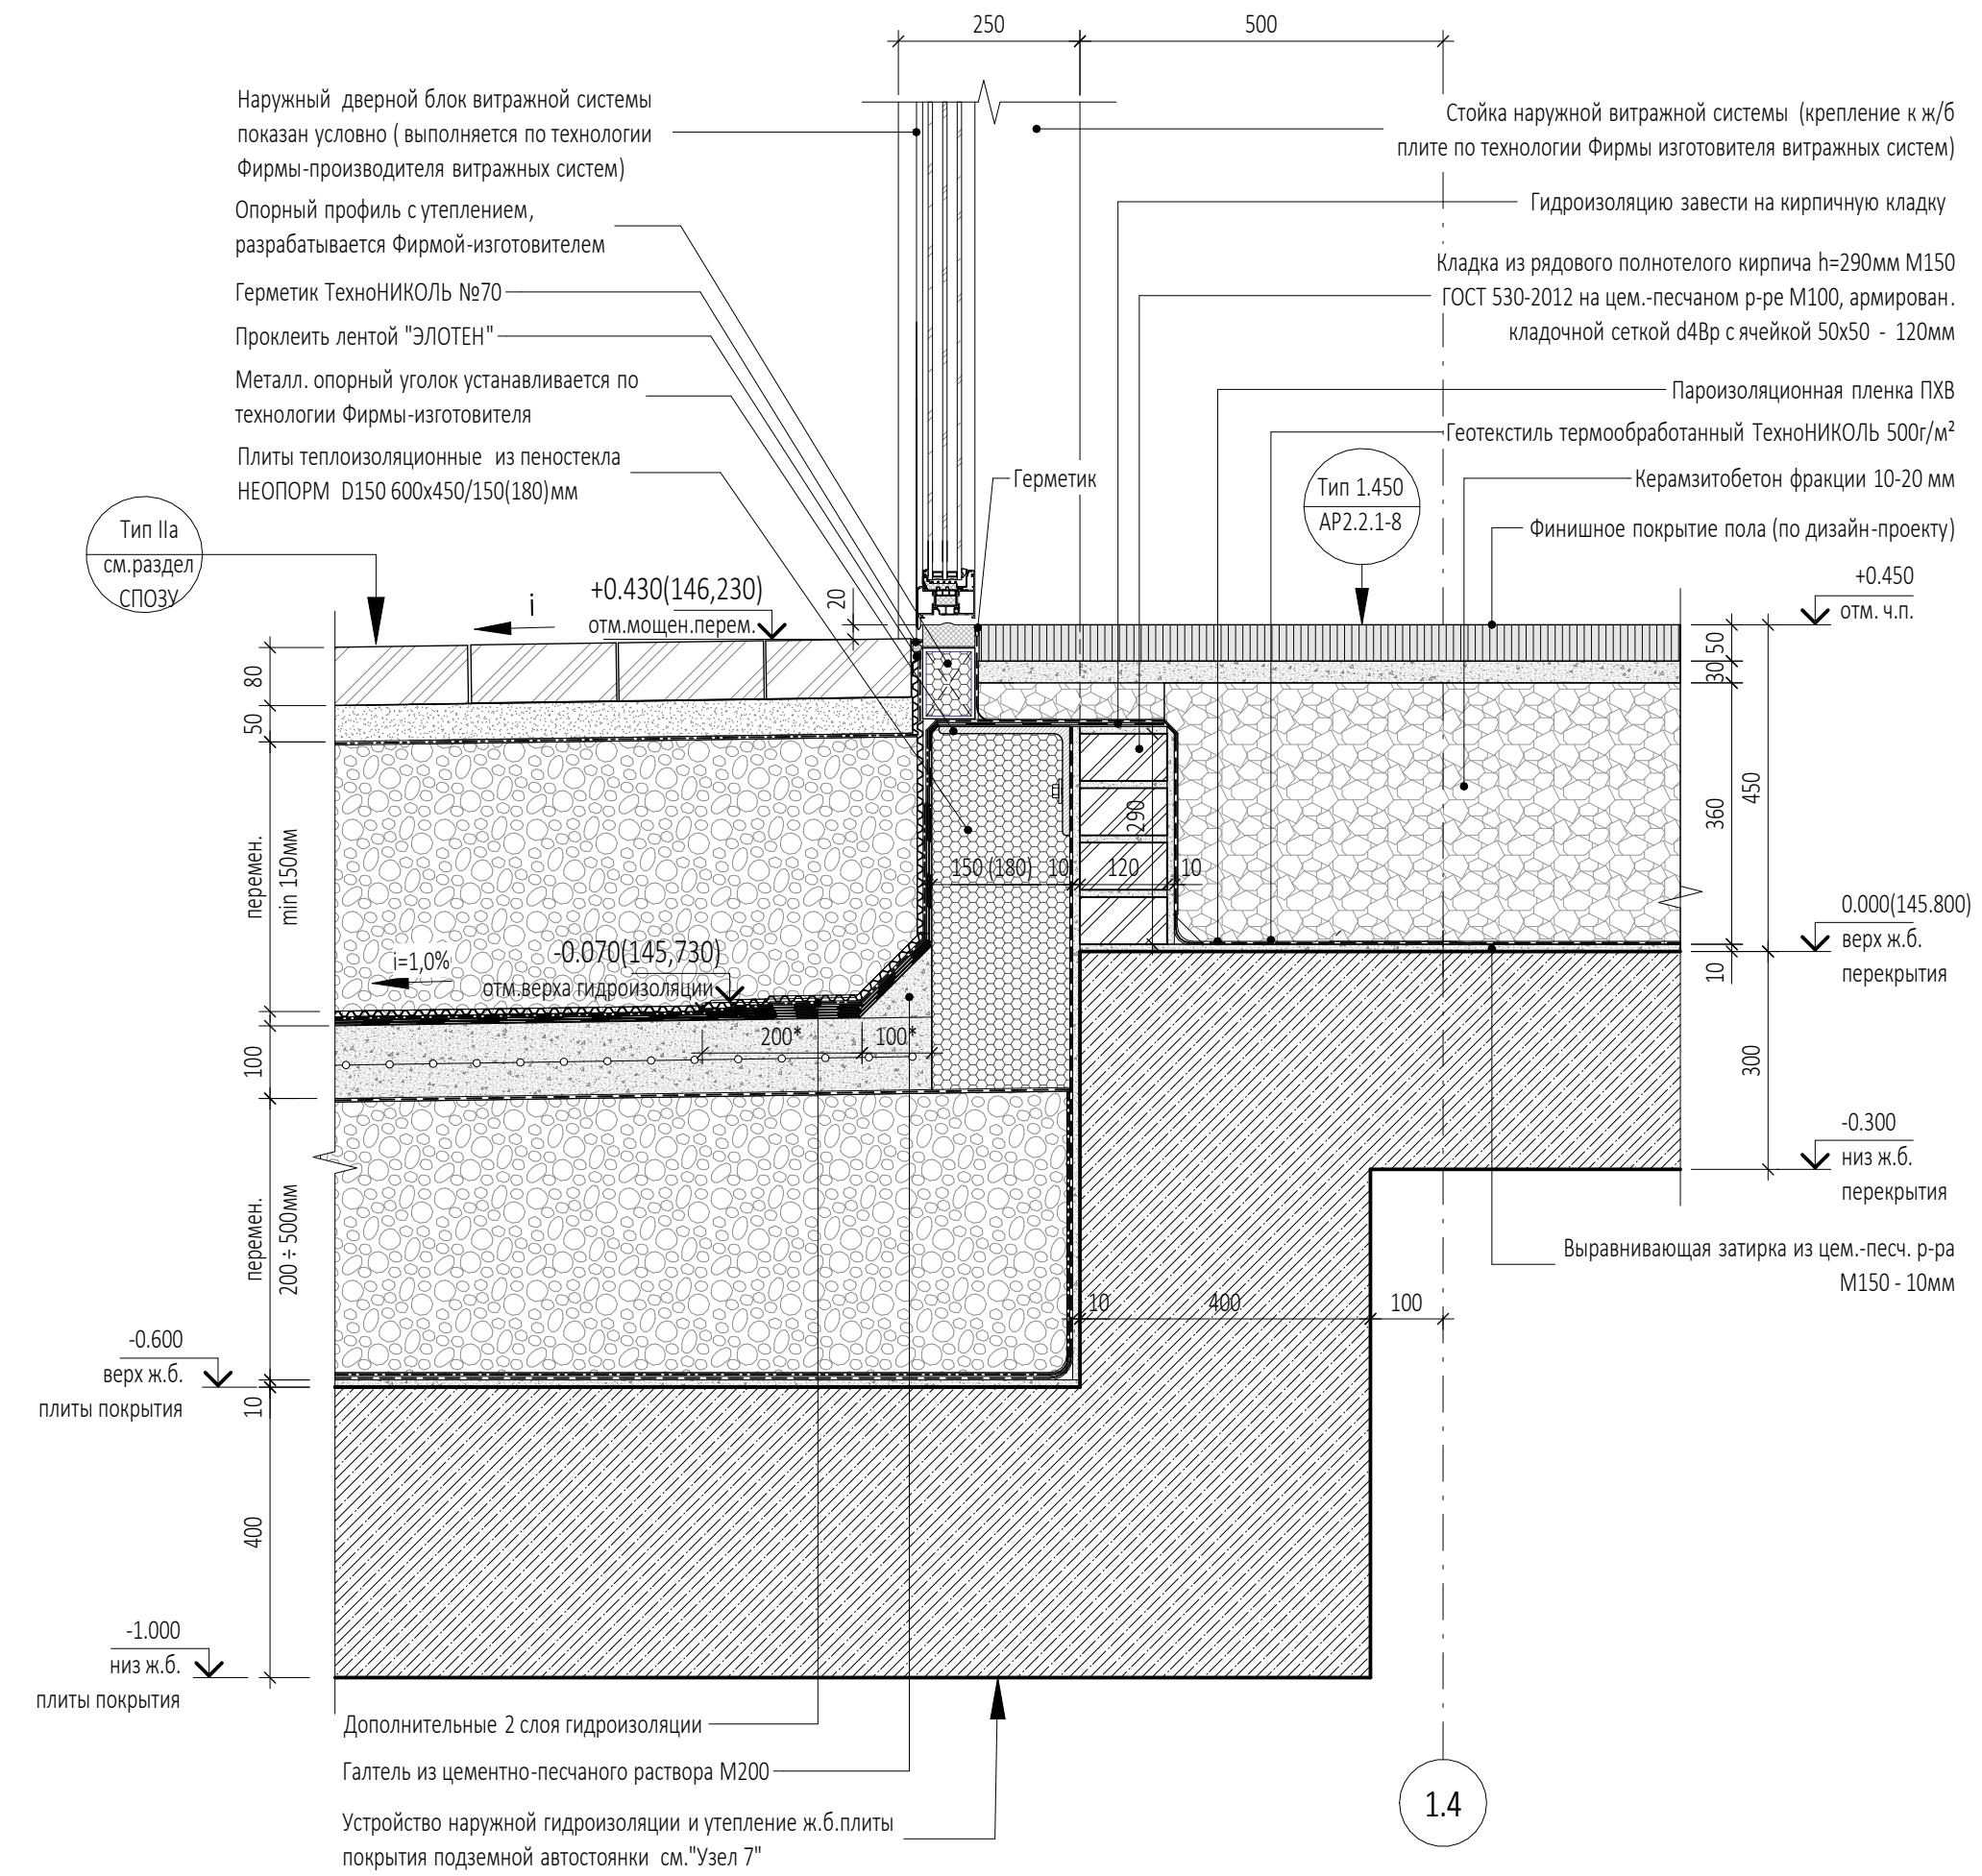 250
500
Наружный дверной блок витражной системы
показан условно ( выполняется по технологии
Фирмы-производителя витражных систем)
Опорный профиль с утеплением,
разрабатывается Фирмой-изготовителем
Герметик ТехноНИКОЛЬ №70
Проклеить лентой "ЭЛОТЕН"
Металл. опорный уголок устанавливается по
технологии Фирмы-изготовителя
Плиты теплоизоляционные из пеностекла
НЕОПОРМ D150 600х450/150(180)мм
Стойка наружной витражной системы (крепление к ж/б
плите по технологии Фирмы изготовителя витражных систем)
Гидроизоляцию завести на кирпичную кладку
Кладка из рядового полнотелого кирпича h=290мм М150
ГОСТ 530-2012 на цем.-песчаном р-ре М100, армирован.
кладочной сеткой d4Вр с ячейкой 50х50 - 120мм
Пароизоляционная пленка ПХВ
Геотекстиль термообработанный ТехноНИКОЛЬ 500г/м²
Керамзитобетон фракции 10-20 мм
Финишное покрытие пола (по дизайн-проекту)
Герметик
Тип 1.450
АР2.2.1-8
Тип IIа
см.раздел
СПОЗУ
i
+0.430(146,230)
отм.мощен.перем.
20
+0.450
отм. ч.п.
80
50
перемен.
min 150мм
100
перемен.
200 ÷ 500мм
10
400
50
30
360
450
10
300
290
150 (180)
10
120
10
i=1,0%
-0.070(145,730)
отм.верха гидроизоляции
200*
100*
0.000(145.800)
верх ж.б.
перекрытия
-0.300
низ ж.б.
перекрытия
Выравнивающая затирка из цем.-песч. р-ра
М150 - 10мм
10
400
100
-0.600
верх ж.б.
плиты покрытия
-1.000
низ ж.б.
плиты покрытия
Дополнительные 2 слоя гидроизоляции
Галтель из цементно-песчаного раствора М200
Устройство наружной гидроизоляции и утепление ж.б.плиты
покрытия подземной автостоянки см."Узел 7"
1.4